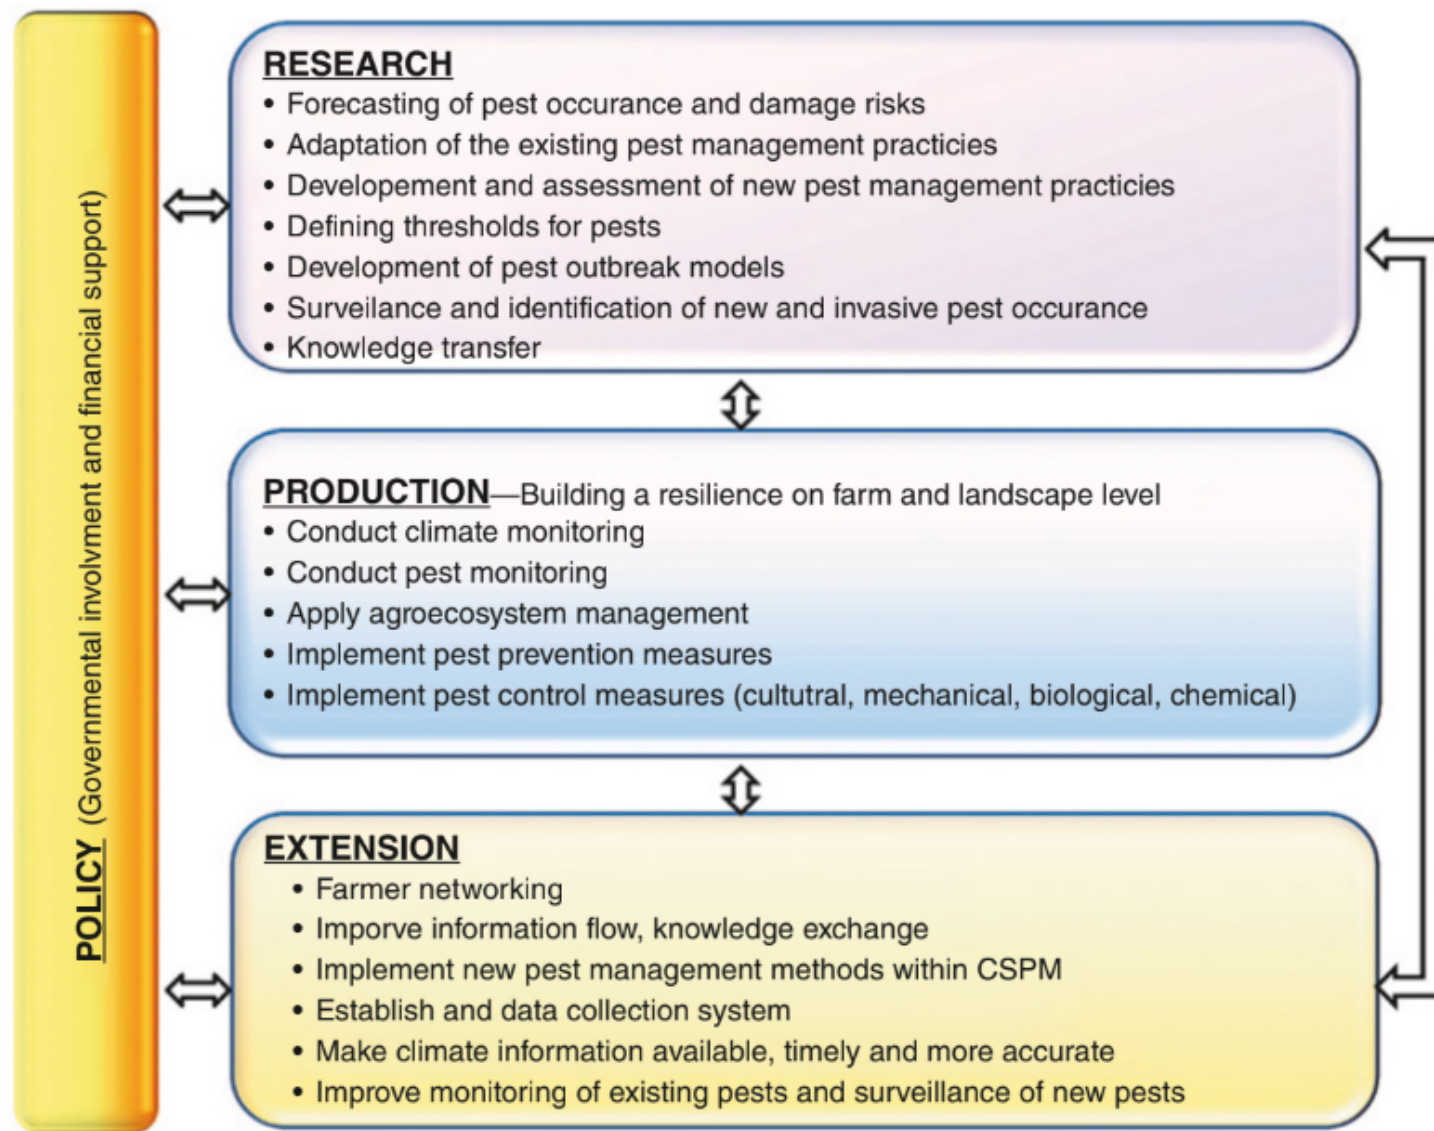 POLICY (Governmental involvment and financial support)
RESEARCH
• Forecasting of pest occurance and damage risks
• Adaptation of the existing pest management practicies
• Developement and assessment of new pest management practicies
• Defining thresholds for pests
• Development of pest outbreak models
• Surveilance and identification of new and invasive pest occurance
• Knowledge transfer
PRODUCTION—Building a resilience on farm and landscape level
• Conduct climate monitoring
• Conduct pest monitoring
• Apply agroecosystem management
• Implement pest prevention measures
• Implement pest control measures (cultutral, mechanical, biological, chemical)
EXTENSION
• Farmer networking
• Imporve information flow, knowledge exchange
• Implement new pest management methods within CSPM
• Establish and data collection system
• Make climate information available, timely and more accurate
• Improve monitoring of existing pests and surveillance of new pests